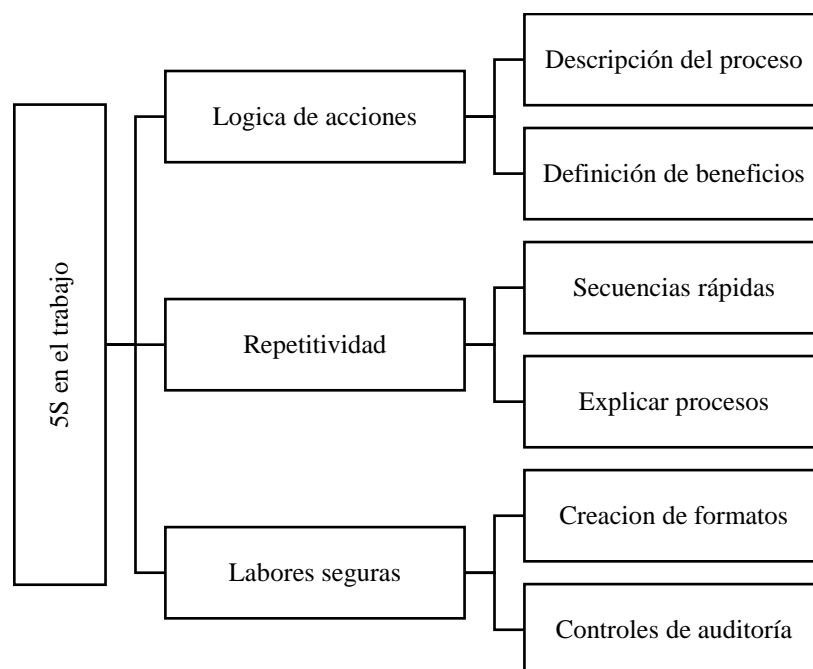 5S en el trabajo
Logica de acciones
Descripción del proceso
Definición de beneficios
Repetitividad
Secuencias rápidas
Explicar procesos
Labores seguras
Creacion de formatos
Controles de auditoría